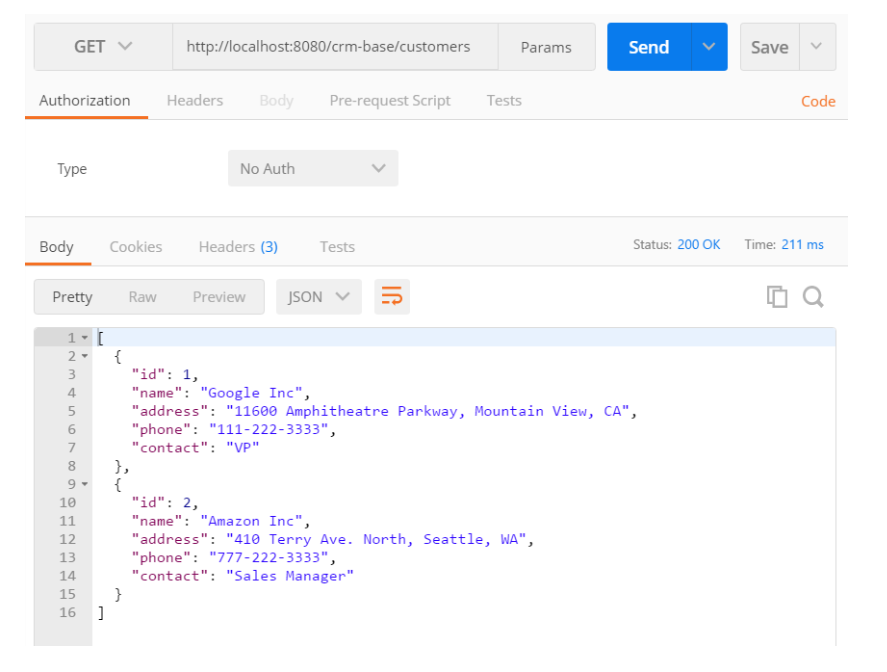 GET http://localhost:8080/crm-base/customers Params Send Save
Authorization Headers Body Pre-request Script Tests Code
Type No Auth
Body Cookies Headers (3) Tests Status: 200 OK Time: 211 ms
Pretty Raw Preview JSON
1 [
2 {
3 "id": 1,
4 "name": "Google Inc",
5 "address": "11600 Amphitheatre Parkway, Mountain View, CA",
6 "phone": "111-222-3333",
7 "contact": "VP"
8 },
9 {
10 "id": 2,
11 "name": "Amazon Inc",
12 "address": "410 Terry Ave. North, Seattle, WA",
13 "phone": "777-222-3333",
14 "contact": "Sales Manager"
15 }
16 ]